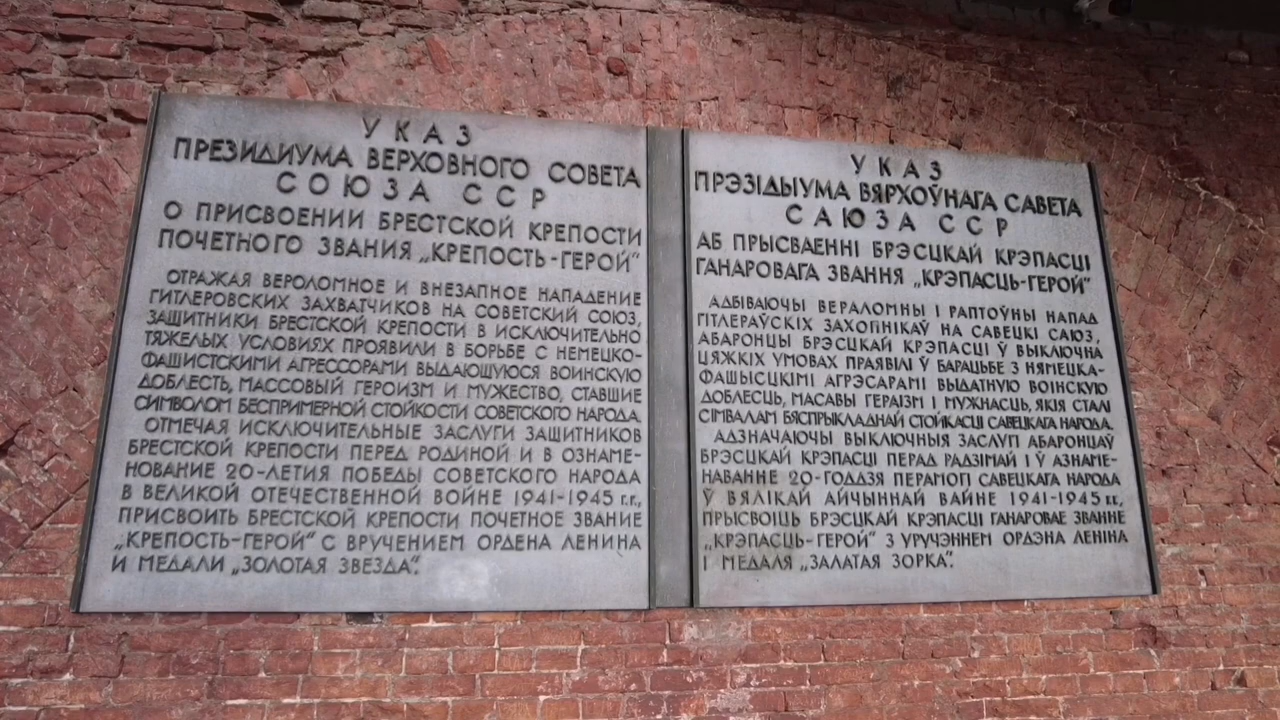 УКАЗ
ПРЕЗИДИУМА ВЕРХОВНОГО СОВЕТА
СОЮЗА ССР
О ПРИСВОЕНИИ БРЕСТСКОЙ КРЕПОСТИ
ПОЧЕТНОГО ЗВАНИЯ „КРЕПОСТЬ-ГЕРОЙ“
ОТРАЖАЯ ВЕРОЛОМНОЕ И ВНЕЗАПНОЕ НАПАДЕНИЕ
ГИТЛЕРОВСКИХ ЗАХВАТЧИКОВ НА СОВЕТСКИЙ СОЮЗ,
ЗАЩИТНИКИ БРЕСТСКОЙ КРЕПОСТИ В ИСКЛЮЧИТЕЛЬНО
ТЯЖЕЛЫХ УСЛОВИЯХ ПРОЯВИЛИ В БОРЬБЕ С НЕМЕЦКО-
ФАШИСТСКИМИ АГРЕССОРАМИ ВЫДАЮЩУЮСЯ ВОИНСКУЮ
ДОБЛЕСТЬ, МАССОВЫЙ ГЕРОИЗМ И МУЖЕСТВО, СТАВШИЕ
СИМВОЛОМ БЕСПРИМЕРНОЙ СТОЙКОСТИ СОВЕТСКОГО НАРОДА.
ОТМЕЧАЯ ИСКЛЮЧИТЕЛЬНЫЕ ЗАСЛУГИ ЗАЩИТНИКОВ
БРЕСТСКОЙ КРЕПОСТИ ПЕРЕД РОДИНОЙ И В ОЗНАМЕ-
НОВАНИЕ 20-ЛЕТИЯ ПОБЕДЫ СОВЕТСКОГО НАРОДА
В ВЕЛИКОЙ ОТЕЧЕСТВЕННОЙ ВОЙНЕ 1941-1945 г.г.,
ПРИСВОИТЬ БРЕСТСКОЙ КРЕПОСТИ ПОЧЕТНОЕ ЗВАНИЕ
„КРЕПОСТЬ-ГЕРОЙ“ С ВРУЧЕНИЕМ ОРДЕНА ЛЕНИНА
И МЕДАЛИ „ЗОЛОТАЯ ЗВЕЗДА“.
УКАЗ
ПРЭЗІДЫУМА ВЯРХОЎНАГА САВЕТА
САЮЗА ССР
АБ ПРЫСВАЕННІ БРЭСЦКАЙ КРЭПАСЦІ
ГАНАРОВАГА ЗВАННЯ „КРЭПАСЦЬ-ГЕРОЙ“
АДБІВАЮЧЫ ВЕРАЛОМНЫ І РАПТОЎНЫ НАПАД
ГІТЛЕРАЎСКІХ ЗАХОПНІКАЎ НА САВЕЦКІ САЮЗ,
АБАРОНЦЫ БРЭСЦКАЙ КРЭПАСЦІ Ў ВЫКЛЮЧНА
ЦЯЖКІХ УМОВАХ ПРАЯВІЛІ Ў БАРАЦЬБЕ З НЯМЕЦКА-
ФАШЫСЦКІМІ АГРЭСАРАМІ ВЫДАТНУЮ ВОІНСКУЮ
ДОБЛЕСЦЬ, МАСАВЫ ГЕРАІЗМ І МУЖНАСЦЬ, ЯКІЯ СТАЛІ
СІМВАЛАМ БЯСПРЫКЛАДНАЙ СТОЙКАСЦІ САВЕЦКАГА НАРОДА.
АДЗНАЧАЮЧЫ ВЫКЛЮЧНЫЯ ЗАСЛУГІ АБАРОНЦАЎ
БРЭСЦКАЙ КРЭПАСЦІ ПЕРАД РАДЗІМАЙ І Ў АЗНАМЕ-
НАВАННЕ 20-ГОДДЗЯ ПЕРАМОГІ САВЕЦКАГА НАРОДА
Ў ВЯЛІКАЙ АЙЧЫННАЙ ВАЙНЕ 1941-1945 г.г.,
ПРЫСВОІЦЬ БРЭСЦКАЙ КРЭПАСЦІ ГАНАРОВАЕ ЗВАННЕ
„КРЭПАСЦЬ-ГЕРОЙ“ З УРУЧЭННЕМ ОРДЭНА ЛЕНІНА
І МЕДАЛЯ „ЗАЛАТАЯ ЗОРКА“.